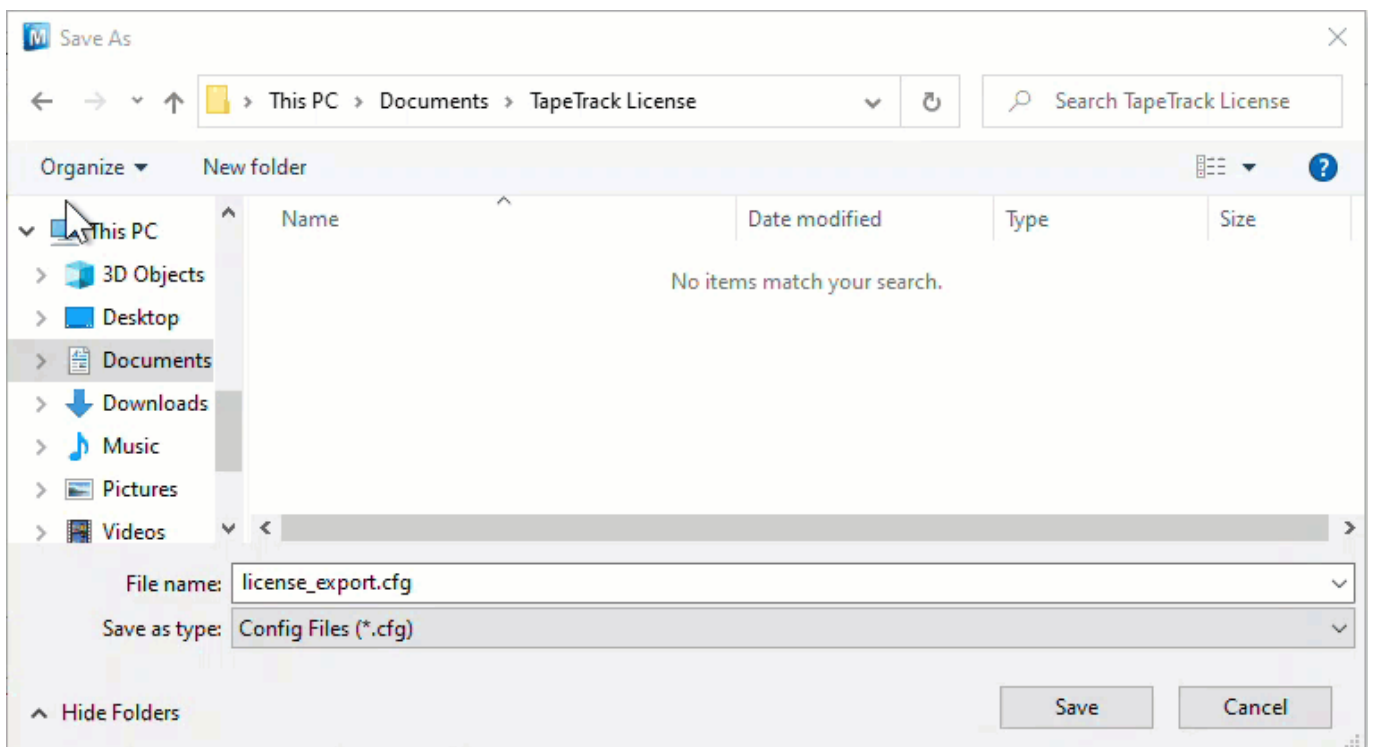 Save As
This PC > Documents > TapeTrack License
Search TapeTrack License
Organize
New folder
?
Name
Date modified
Type
Size
This PC
3D Objects
Desktop
Documents
Downloads
Music
Pictures
Videos
No items match your search.
File name: license_export.cfg
Save as type: Config Files (*.cfg)
Hide Folders
Save
Cancel